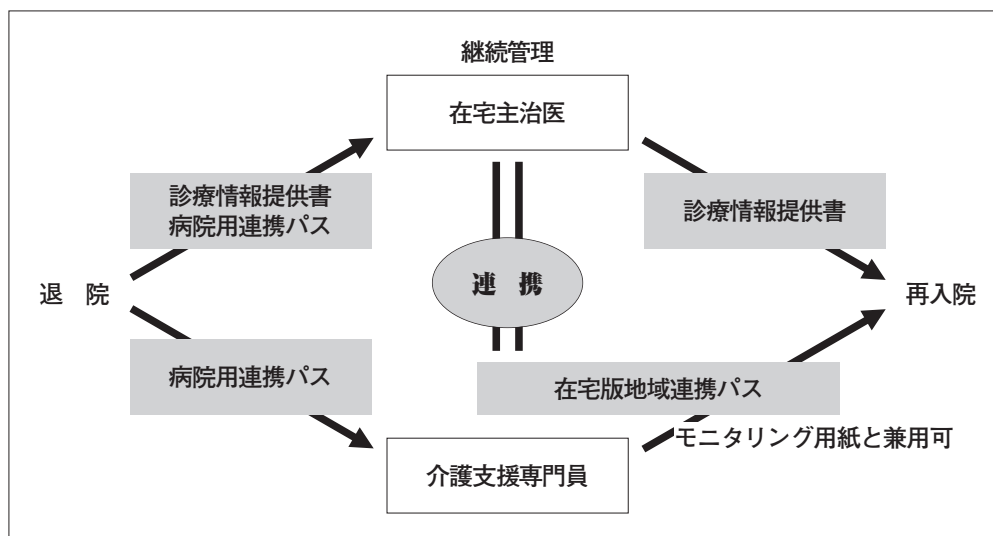 継続管理
在宅主治医
診療情報提供書
病院用連携パス
診療情報提供書
連 携
退 院
再入院
病院用連携パス
在宅版地域連携パス
モニタリング用紙と兼用可
介護支援専門員